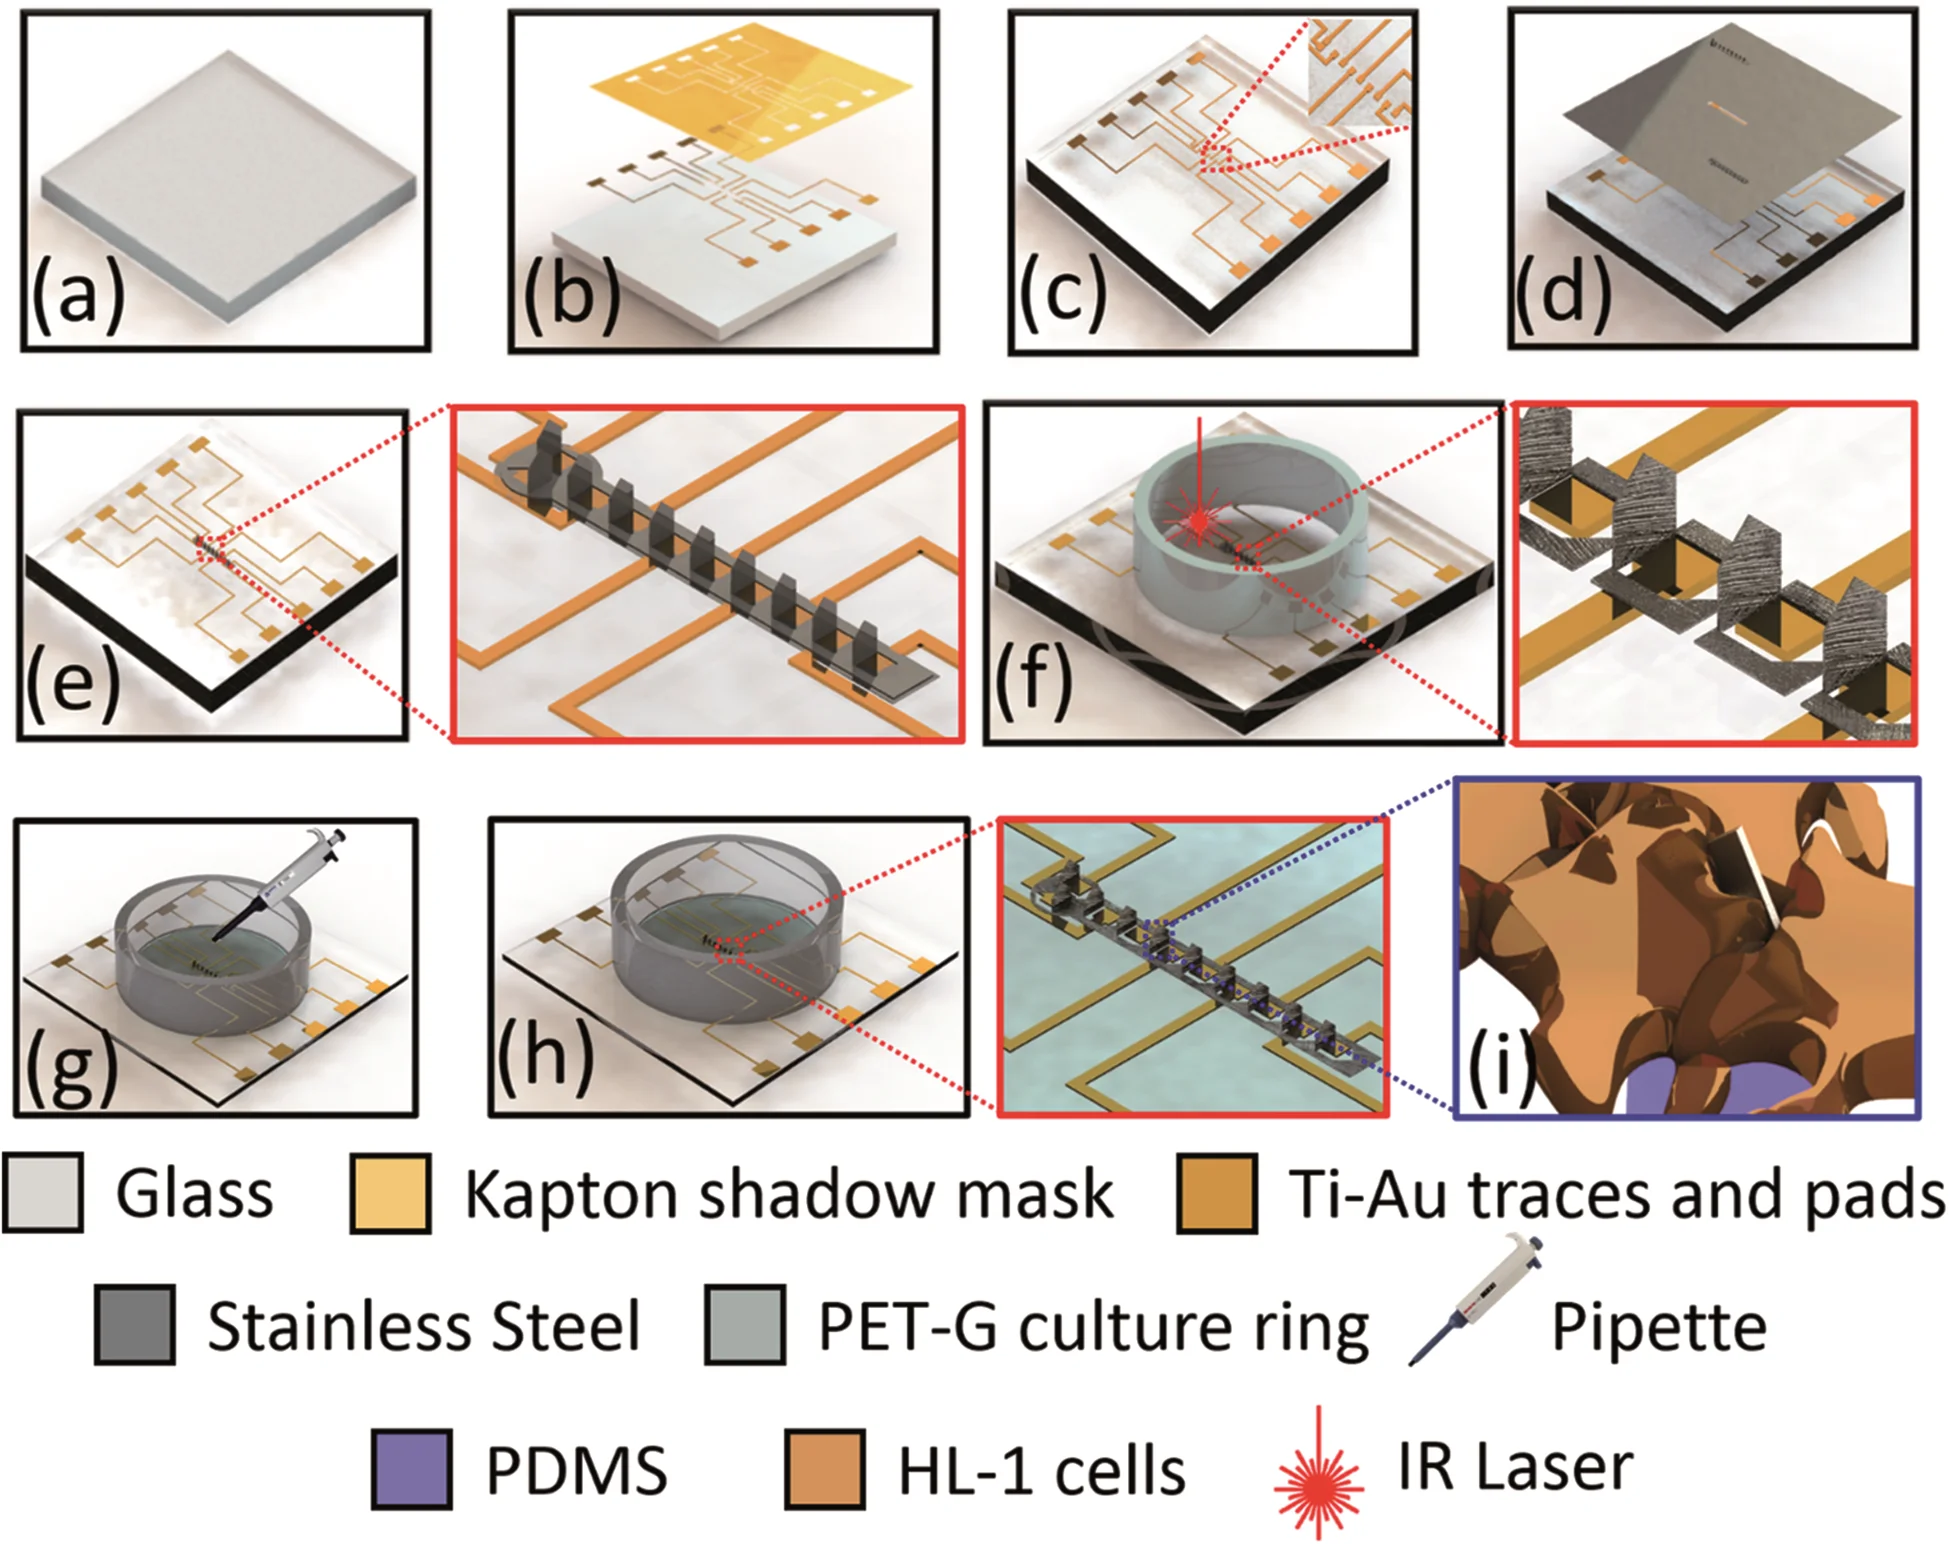 (a)
(b)
(c)
(d)
(e)
(f)
(g)
(h)
(i)
Glass
Kapton shadow mask
Ti-Au traces and pads
Stainless Steel
PET-G culture ring
Pipette
PDMS
HL-1 cells
IR Laser